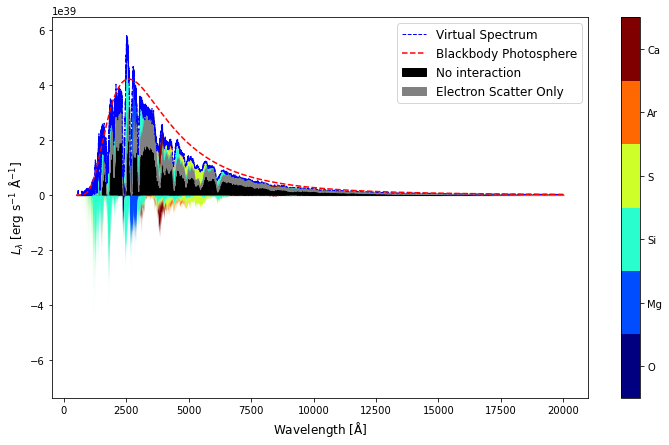 1e39
6
4
2
0
−2
−4
−6
0
2500
5000
7500
10000
12500
15000
17500
20000
Wavelength [Å]
L_λ [erg s⁻¹ Å⁻¹]
Virtual Spectrum
Blackbody Photosphere
No interaction
Electron Scatter Only
Ca
Ar
S
Si
Mg
O